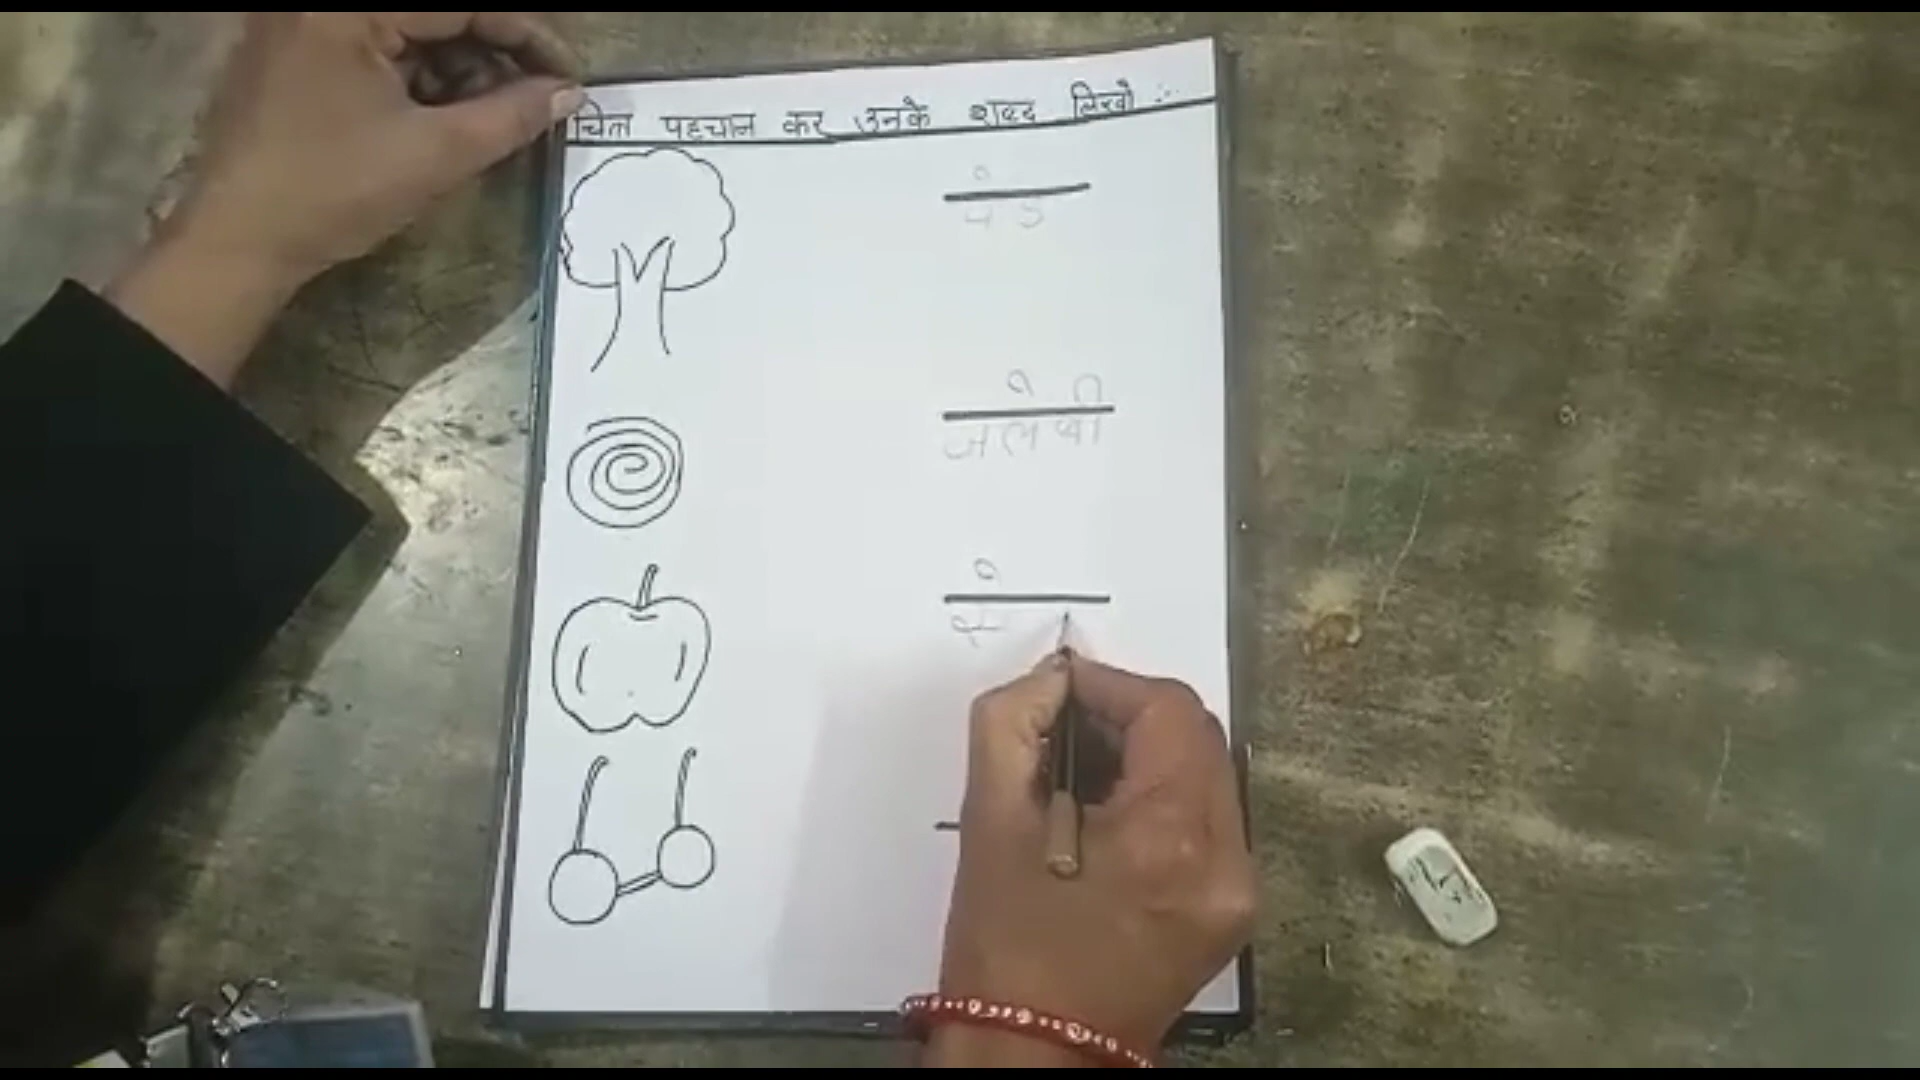 चित्र पहचान कर उनके शब्द लिखो :-
पेड
जलेबी
से